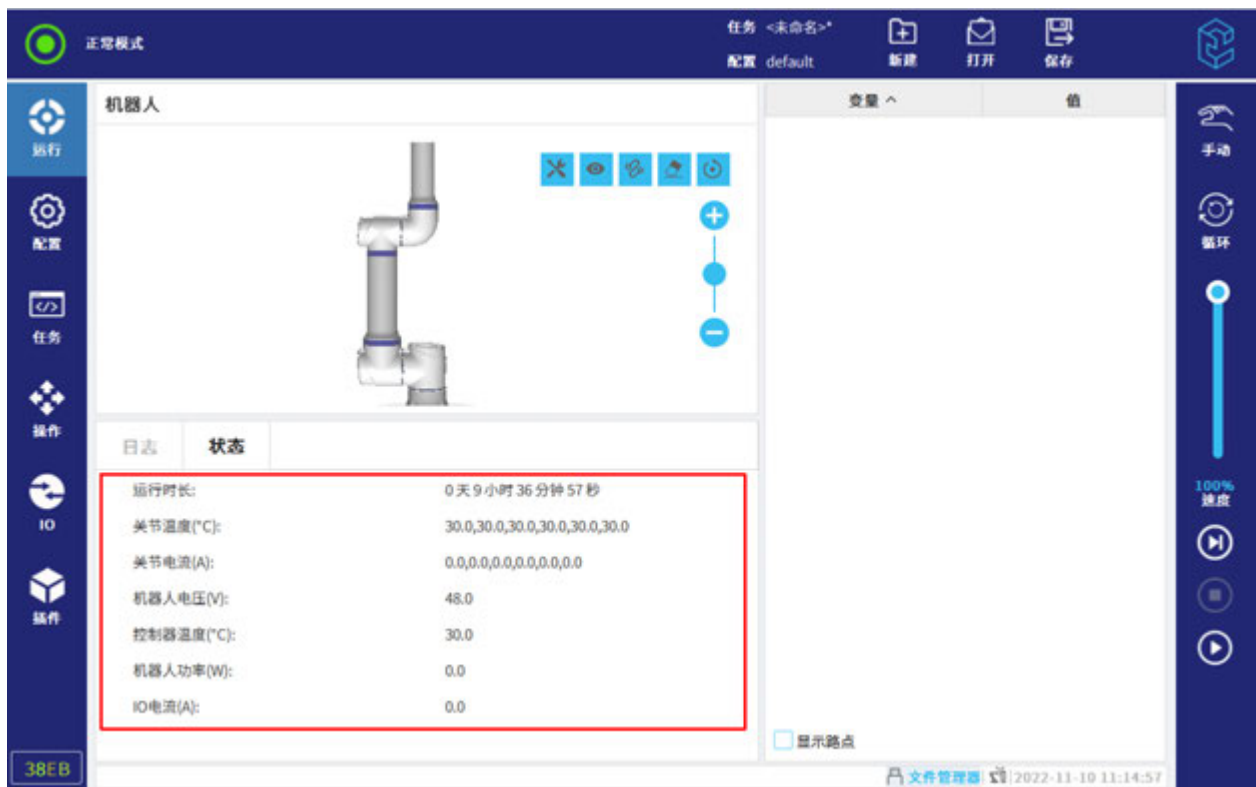 正常模式
任务 <未命名>*
配置 default
新建
打开
保存
运行
配置
任务
操作
IO
插件
38EB
机器人
日志
状态
运行时长: 0 天 9 小时 36 分钟 57 秒
关节温度(°C): 30.0,30.0,30.0,30.0,30.0,30.0
关节电流(A): 0.0,0.0,0.0,0.0,0.0,0.0
机器人电压(V): 48.0
控制器温度(°C): 30.0
机器人功率(W): 0.0
IO电流(A): 0.0
变量 值
显示路点
文件管理器 2022-11-10 11:14:57
手动
循环
100%
速度